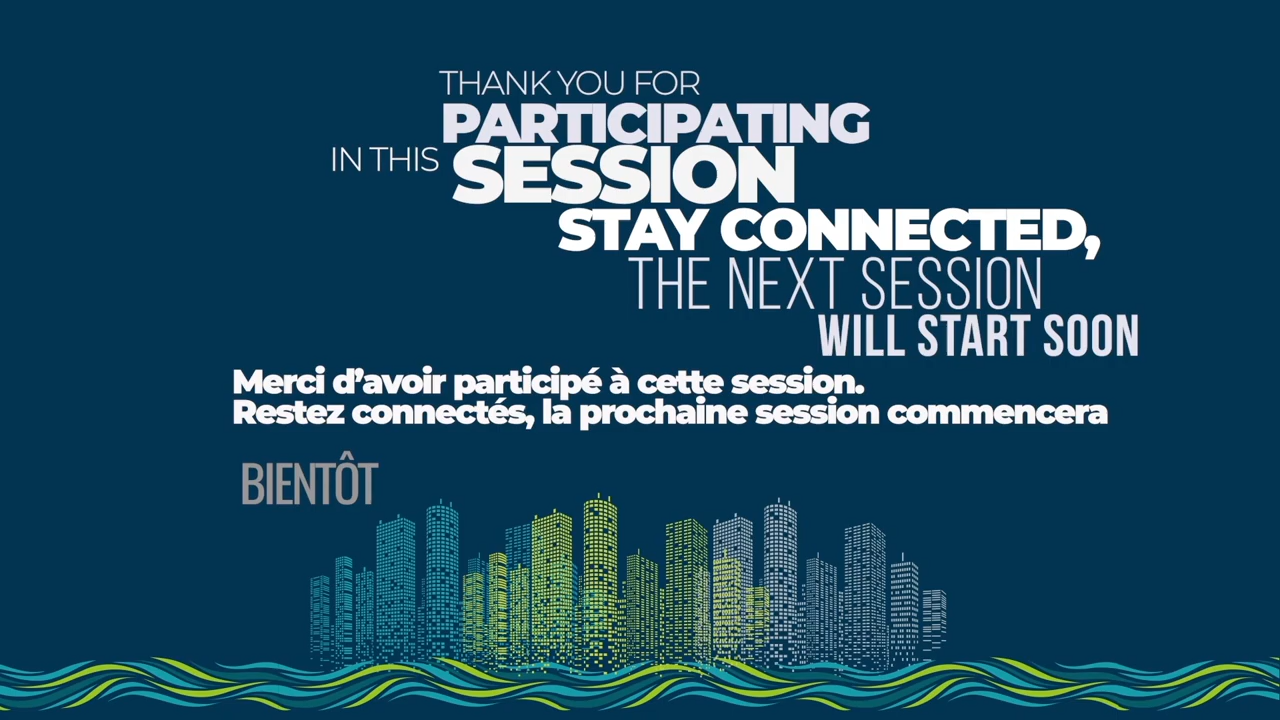 THANK YOU FOR
PARTICIPATING
IN THIS SESSION
STAY CONNECTED,
THE NEXT SESSION
WILL START SOON
Merci d’avoir participé à cette session.
Restez connectés, la prochaine session commencera
BIENTÔT